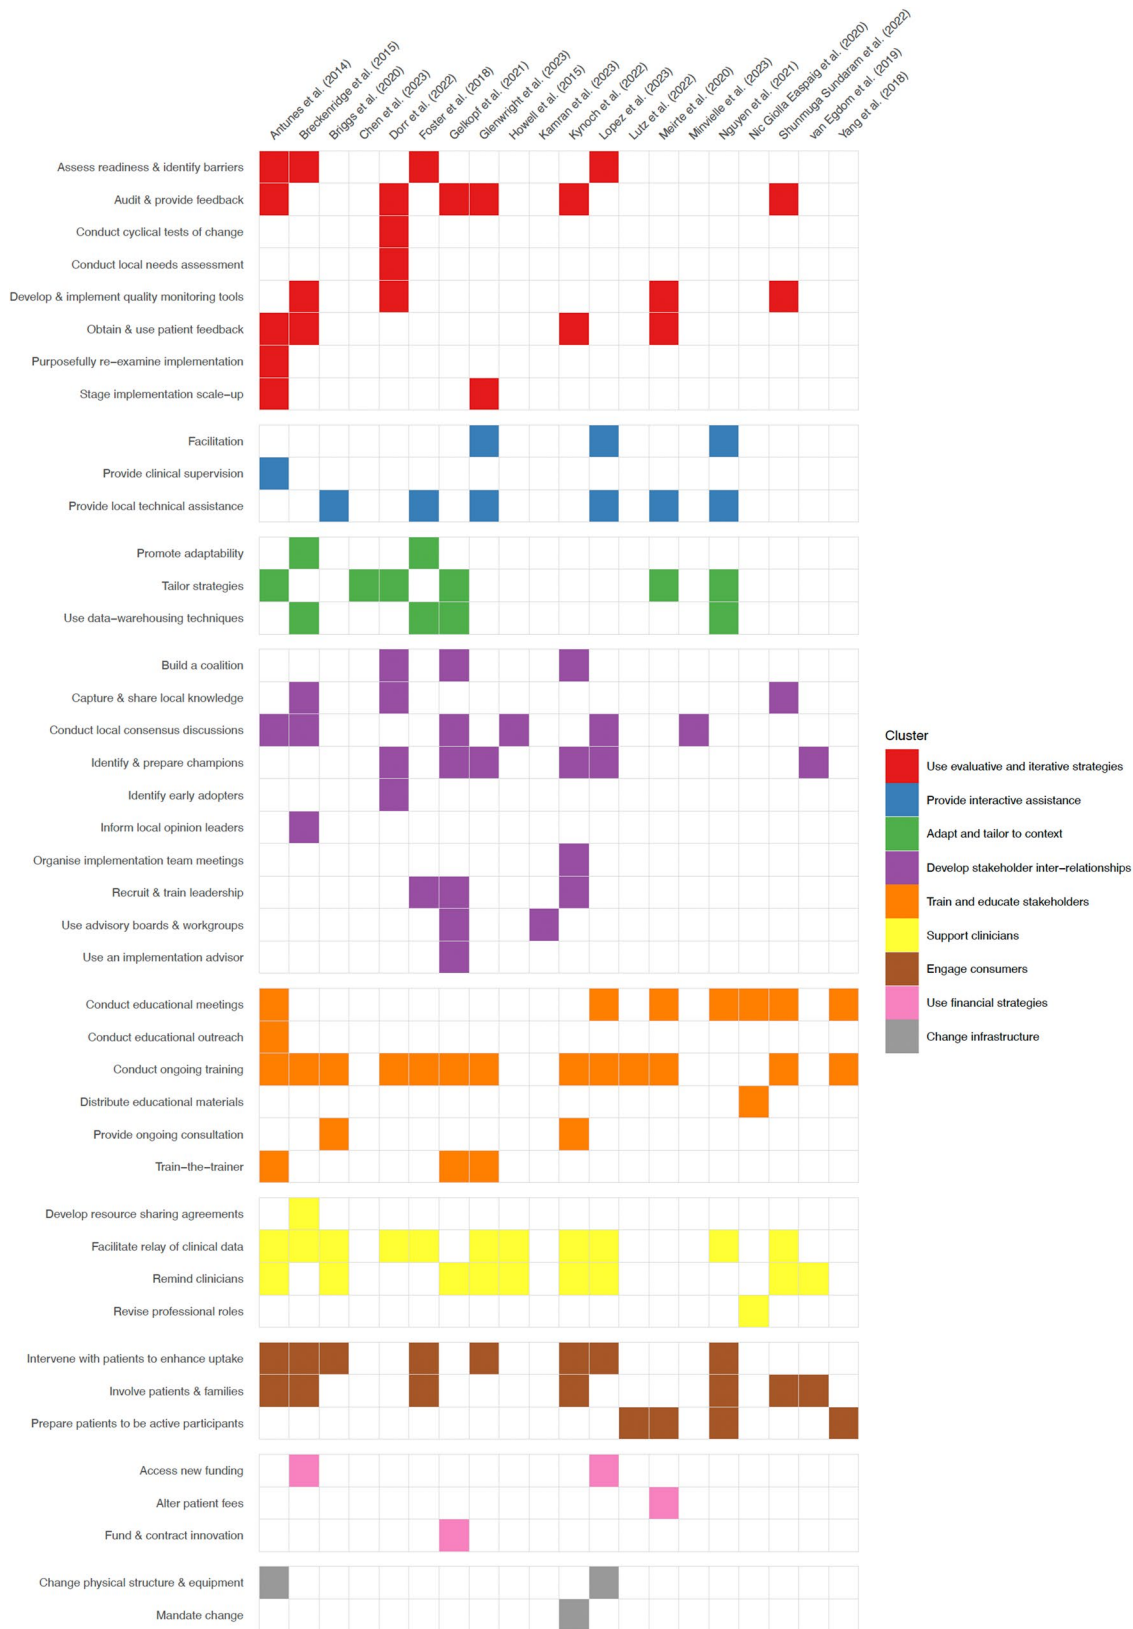 Antunes et al. (2014)
Breckenridge et al. (2015)
Briggs et al. (2020)
Chen et al. (2023)
Dorr et al. (2022)
Foster et al. (2018)
Gelkopf et al. (2021)
Glenwright et al. (2023)
Howell et al. (2015)
Kamran et al. (2023)
Kynoch et al. (2022)
Lopez et al. (2023)
Lutz et al. (2022)
Meirte et al. (2020)
Minvielle et al. (2023)
Nguyen et al. (2021)
Nic Giolla Easpaig et al. (2020)
Shunmuga Sundaram et al. (2022)
van Egdom et al. (2019)
Yang et al. (2018)
Assess readiness & identify barriers
Audit & provide feedback
Conduct cyclical tests of change
Conduct local needs assessment
Develop & implement quality monitoring tools
Obtain & use patient feedback
Purposefully re−examine implementation
Stage implementation scale−up
Facilitation
Provide clinical supervision
Provide local technical assistance
Promote adaptability
Tailor strategies
Use data−warehousing techniques
Build a coalition
Capture & share local knowledge
Conduct local consensus discussions
Identify & prepare champions
Identify early adopters
Inform local opinion leaders
Organise implementation team meetings
Recruit & train leadership
Use advisory boards & workgroups
Use an implementation advisor
Conduct educational meetings
Conduct educational outreach
Conduct ongoing training
Distribute educational materials
Provide ongoing consultation
Train−the−trainer
Develop resource sharing agreements
Facilitate relay of clinical data
Remind clinicians
Revise professional roles
Intervene with patients to enhance uptake
Involve patients & families
Prepare patients to be active participants
Access new funding
Alter patient fees
Fund & contract innovation
Change physical structure & equipment
Mandate change
Cluster
Use evaluative and iterative strategies
Provide interactive assistance
Adapt and tailor to context
Develop stakeholder inter−relationships
Train and educate stakeholders
Support clinicians
Engage consumers
Use financial strategies
Change infrastructure